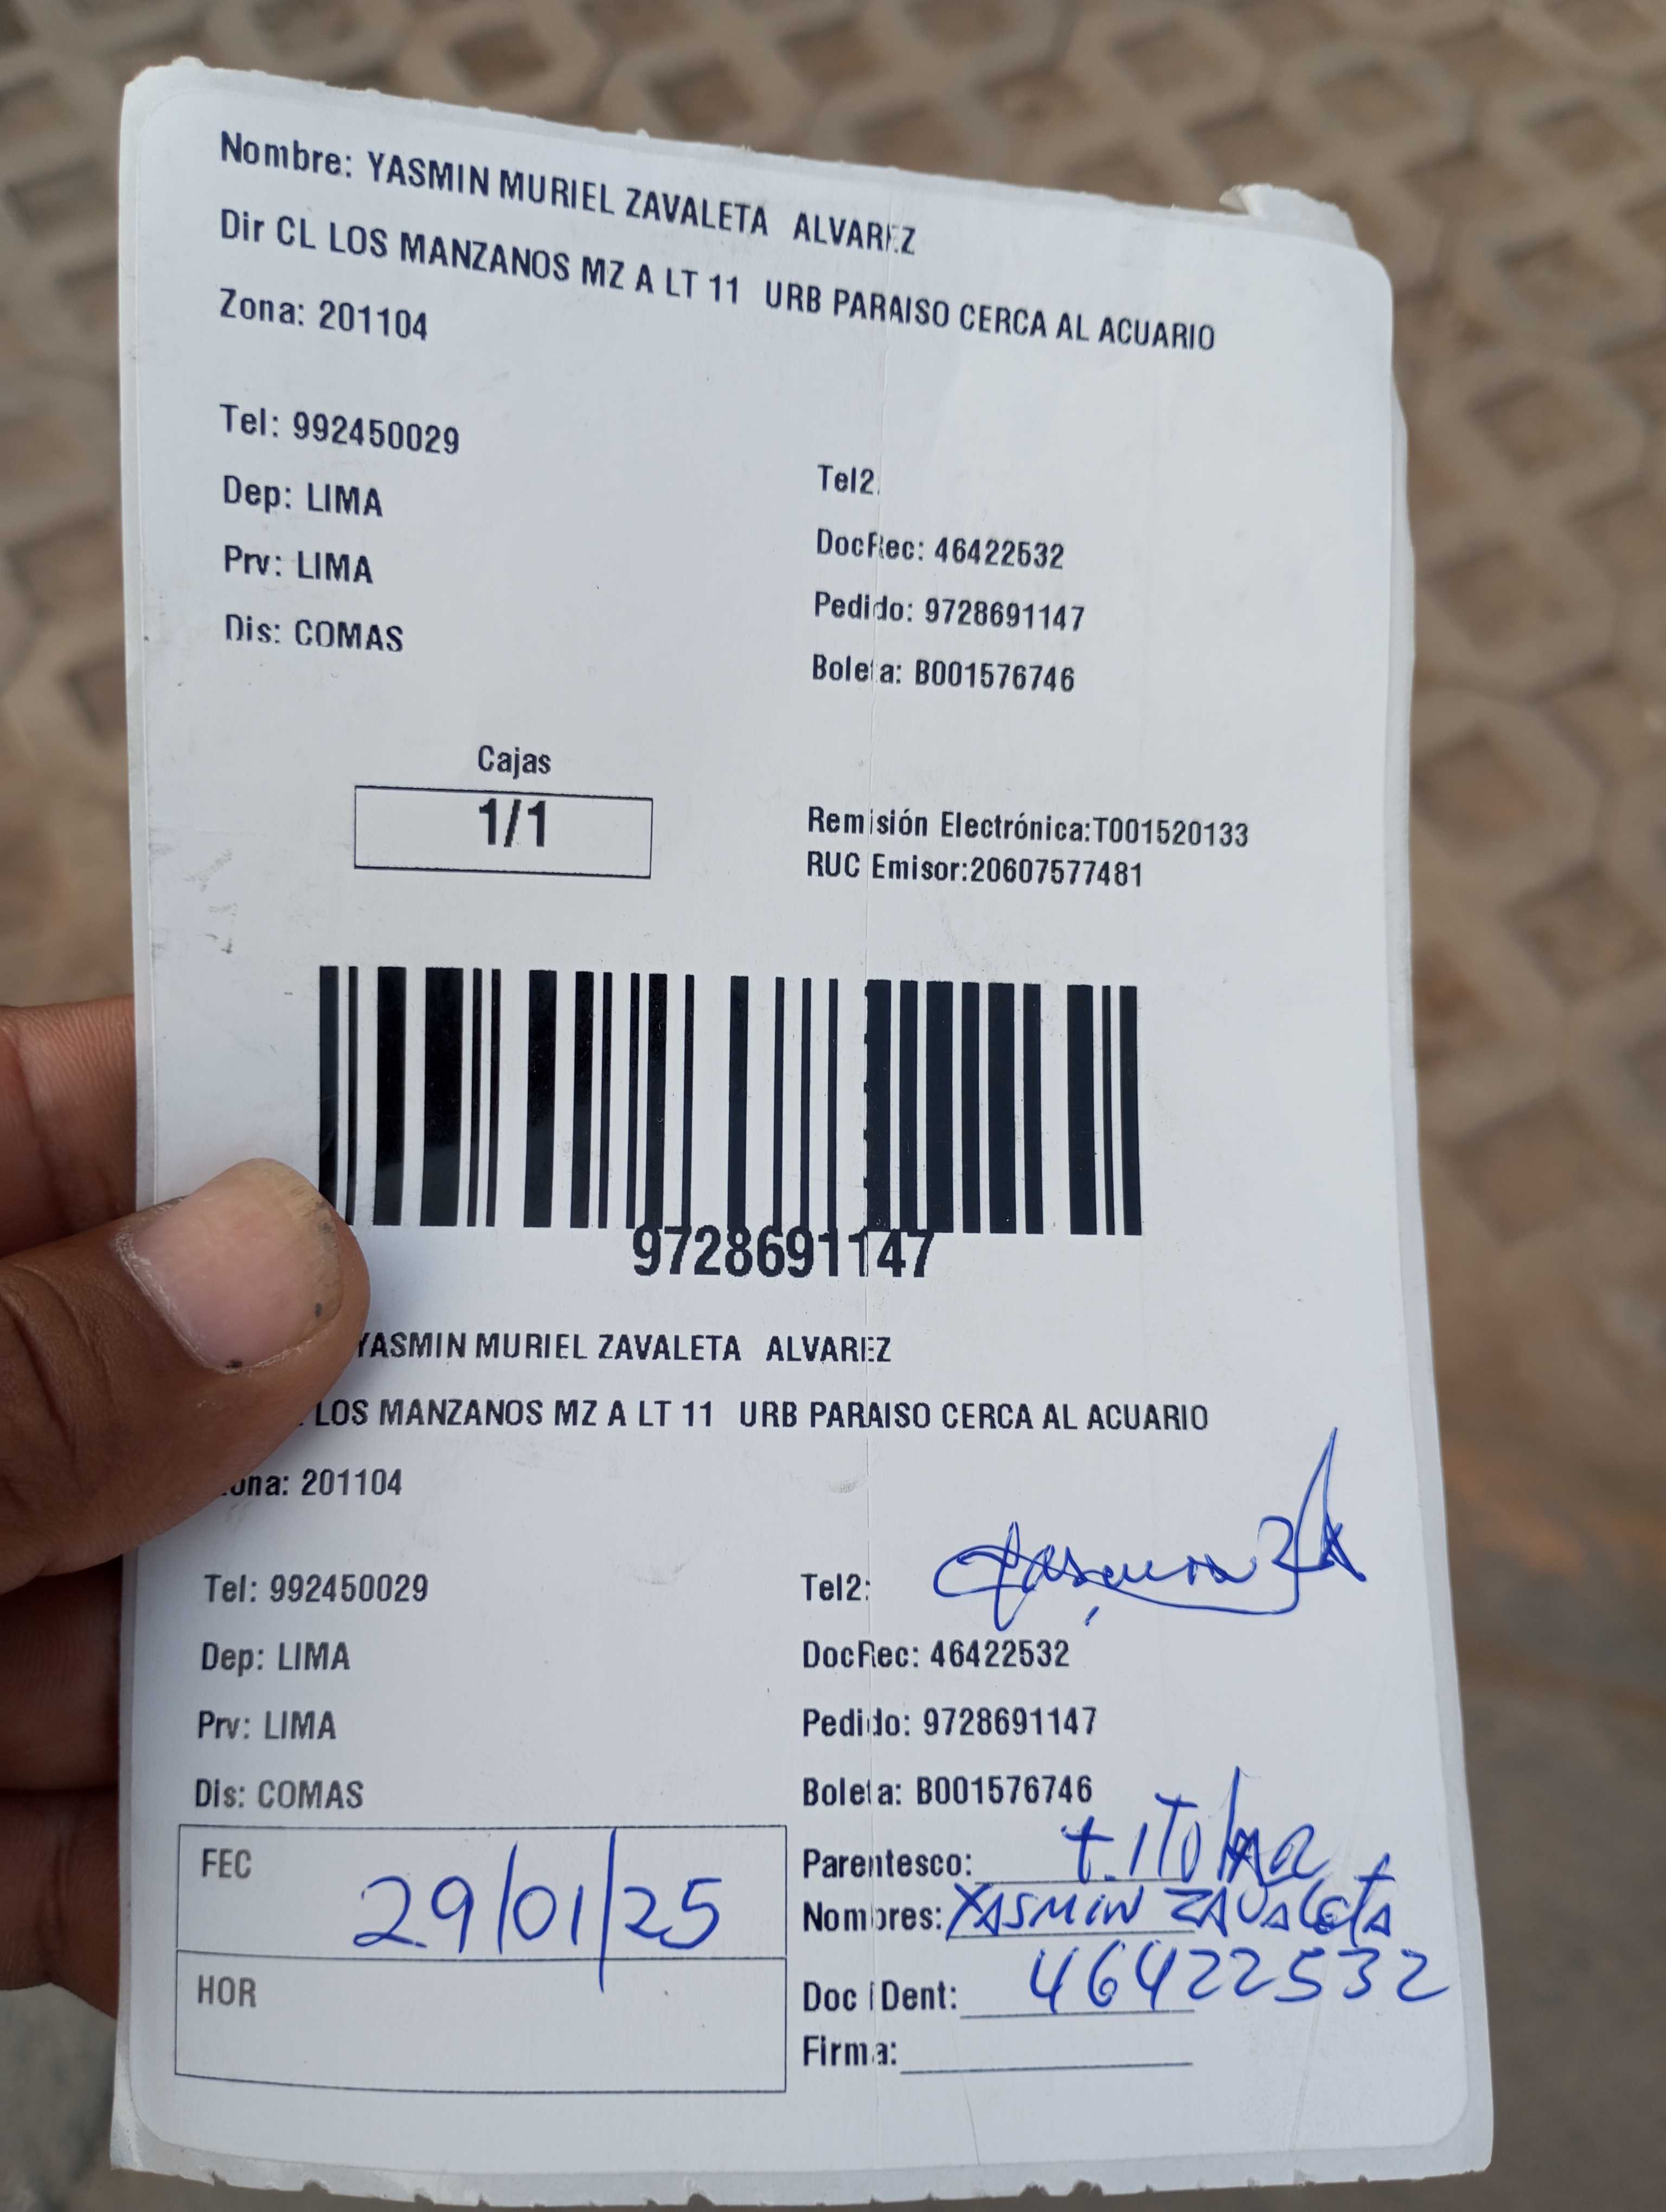 Nombre: YASMIN MURIEL ZAVALETA ALVAREZ
Dir CL LOS MANZANOS MZ A LT 11 URB PARAISO CERCA AL ACUARIO
Zona: 201104
Tel: 992450029
Tel2:
Dep: LIMA
DocRec: 46422532
Prv: LIMA
Pedido: 9728691147
Dis: COMAS
Boleta: B001576746
Cajas
1/1
Remisión Electrónica:T001520133
RUC Emisor:20607577481
9728691147
YASMIN MURIEL ZAVALETA ALVAREZ
LOS MANZANOS MZ A LT 11 URB PARAISO CERCA AL ACUARIO
ona: 201104
Tel: 992450029
Tel2:
Dep: LIMA
DocRec: 46422532
Prv: LIMA
Pedido: 9728691147
Dis: COMAS
Boleta: B001576746
FEC 29/01/25
Parentesco: titular
Nombres: YASMIN ZAVALETA
HOR
Doc iDent: 46422532
Firma: